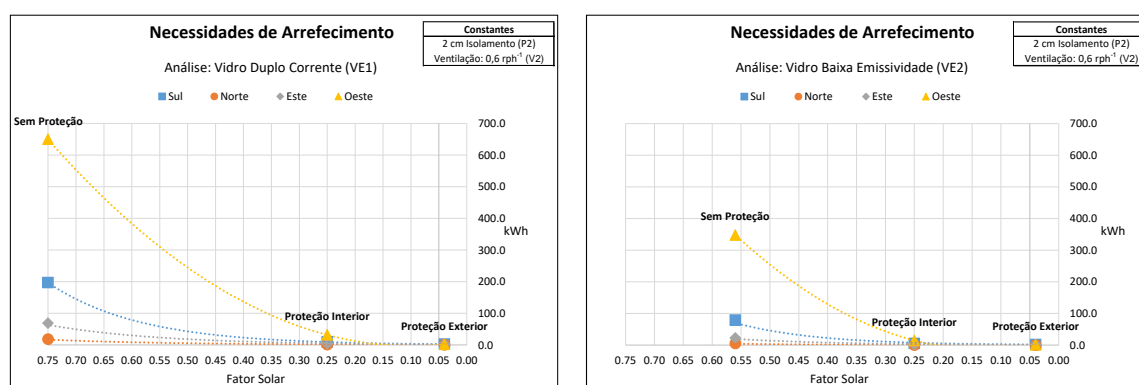 Necessidades de Arrefecimento
Constantes
2 cm Isolamento (P2)
Ventilação: 0,6 rph⁻¹ (V2)
Análise: Vidro Duplo Corrente (VE1)
Sul Norte Este Oeste
Sem Proteção
Proteção Interior
Proteção Exterior
700.0
600.0
500.0
400.0
kWh
300.0
200.0
100.0
0.0
0.75 0.70 0.65 0.60 0.55 0.50 0.45 0.40 0.35 0.30 0.25 0.20 0.15 0.10 0.05 0.00
Fator Solar
Necessidades de Arrefecimento
Constantes
2 cm Isolamento (P2)
Ventilação: 0,6 rph⁻¹ (V2)
Análise: Vidro Baixa Emissividade (VE2)
Sul Norte Este Oeste
Sem Proteção
Proteção Interior
Proteção Exterior
700.0
600.0
500.0
400.0
kWh
300.0
200.0
100.0
0.0
0.75 0.70 0.65 0.60 0.55 0.50 0.45 0.40 0.35 0.30 0.25 0.20 0.15 0.10 0.05 0.00
Fator Solar